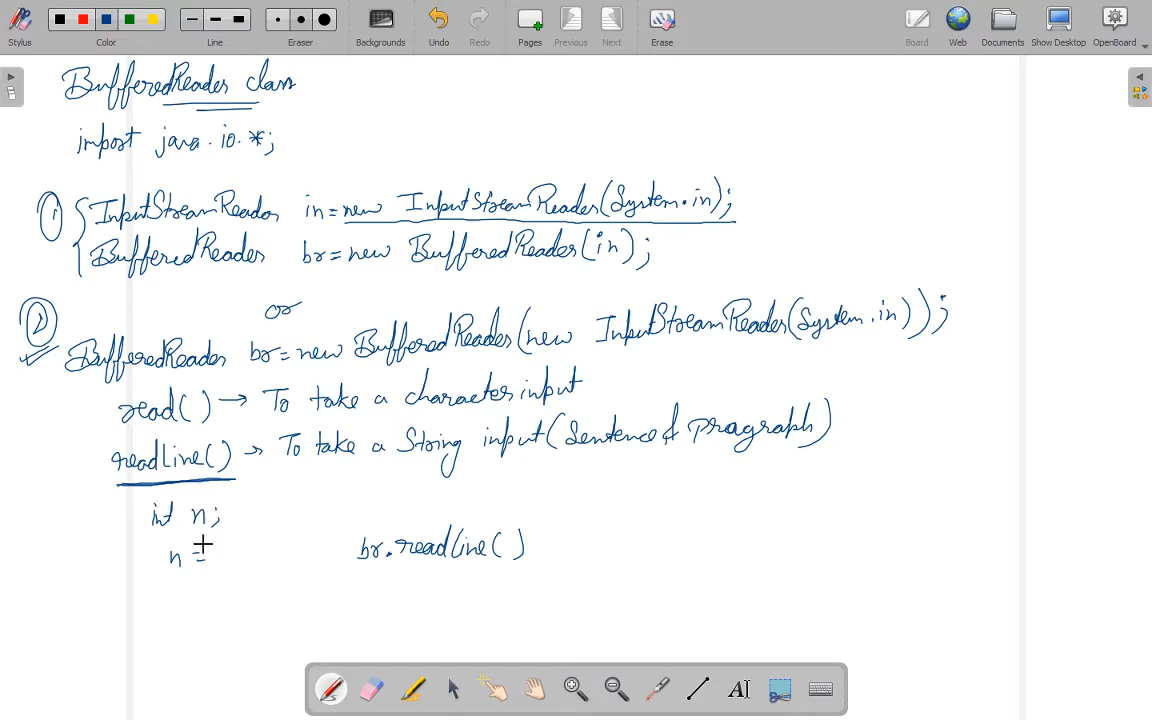 Stylus Color Line Eraser Backgrounds Undo Redo Pages Previous Next Erase Board Web Documents Show Desktop OpenBoard
BufferedReader class
import java.io.*;
① InputStreamReader in=new InputStreamReader(System.in);
BufferedReader br=new BufferedReader(in);
or
② BufferedReader br=new BufferedReader(new InputStreamReader(System.in));
read() → To take a character input
readLine() → To take a String input (Sentence & Pragraph)
int n;
n = br.readLine()